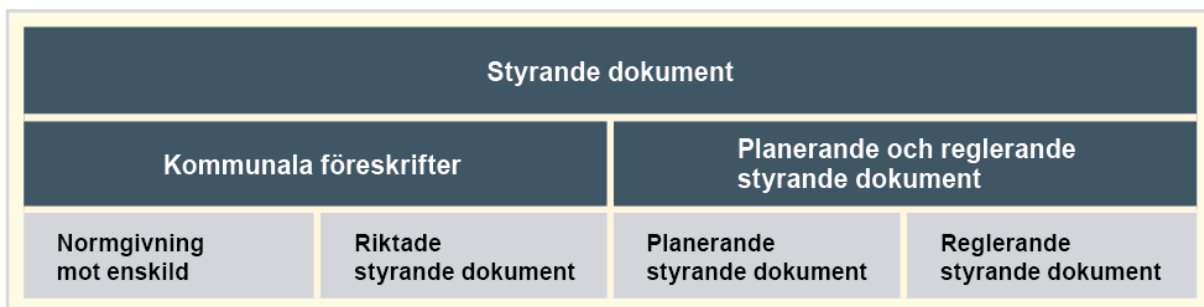 Styrande dokument
Kommunala föreskrifter
Planerande och reglerande
styrande dokument
Normgivning
mot enskild
Riktade
styrande dokument
Planerande
styrande dokument
Reglerande
styrande dokument